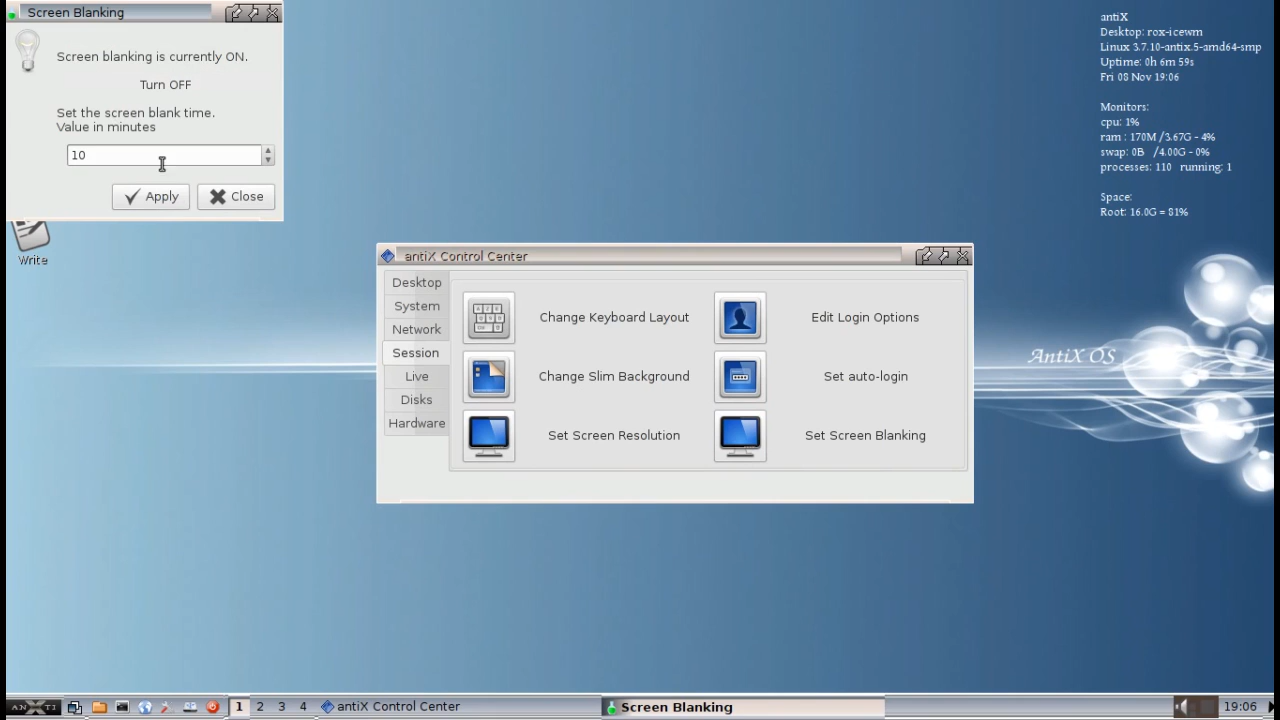 Screen Blanking
Screen blanking is currently ON.
Turn OFF
Set the screen blank time.
Value in minutes
10
Apply
Close
Write
antiX
Desktop: rox-icewm
Linux 3.7.10-antix.5-amd64-smp
Uptime: 0h 6m 59s
Fri 08 Nov 19:06
Monitors:
cpu: 1%
ram : 170M /3.67G - 4%
swap: 0B /4.00G - 0%
processes: 110 running: 1
Space:
Root: 16.0G = 81%
antiX Control Center
Desktop
System
Network
Session
Live
Disks
Hardware
Change Keyboard Layout
Edit Login Options
Change Slim Background
Set auto-login
Set Screen Resolution
Set Screen Blanking
AntiX OS
1 2 3 4 antiX Control Center Screen Blanking 19:06